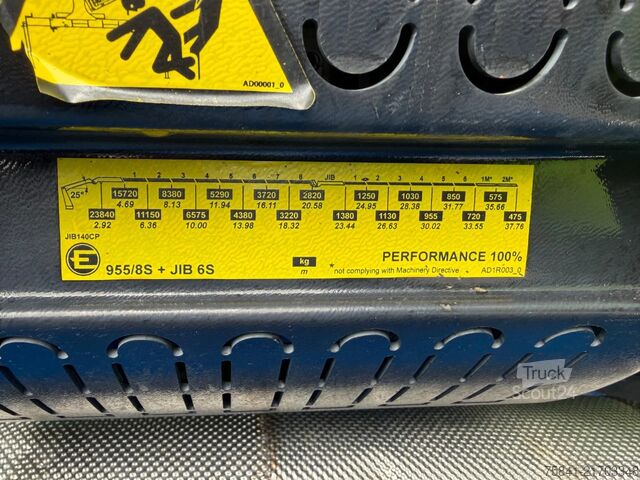 AD00001_0
1 2 3 4 5 6 7 8 JIB 1 2 3 4 5 6 1M* 2M*
25°
15720 8380 5290 3720 2820 1250 1030 850 575
4.69 8.13 11.94 16.11 20.58 24.95 28.38 31.77 35.66
23840 11150 6575 4380 3220 1380 1130 955 720 475
2.92 6.36 10.00 13.98 18.32 23.44 26.63 30.02 33.55 37.76
JIB140CP
E 955/8S + JIB 6S
kg
m
PERFORMANCE 100%
* not complying with Machinery Directive
AD1R003_0
Truck
Scout24
75841-21703348